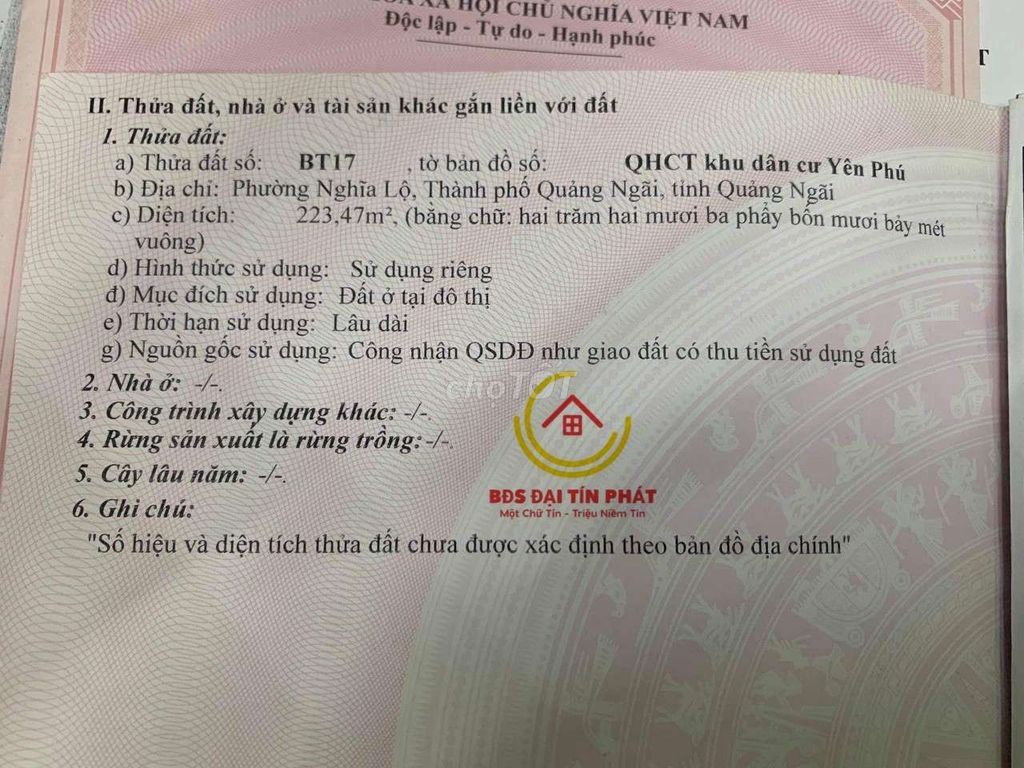 XÃ HỘI CHỦ NGHĨA VIỆT NAM
Độc lập - Tự do - Hạnh phúc
T
II. Thửa đất, nhà ở và tài sản khác gắn liền với đất
1. Thửa đất:
a) Thửa đất số: BT17 , tờ bản đồ số: QHCT khu dân cư Yên Phú
b) Địa chỉ: Phường Nghĩa Lộ, Thành phố Quảng Ngãi, tỉnh Quảng Ngãi
c) Diện tích: 223,47m², (bằng chữ: hai trăm hai mươi ba phẩy bốn mươi bảy mét
vuông)
d) Hình thức sử dụng: Sử dụng riêng
đ) Mục đích sử dụng: Đất ở tại đô thị
e) Thời hạn sử dụng: Lâu dài
g) Nguồn gốc sử dụng: Công nhận QSDĐ như giao đất có thu tiền sử dụng đất
2. Nhà ở: -/-.
choTỐT
3. Công trình xây dựng khác: -/-.
4. Rừng sản xuất là rừng trồng: -/-.
5. Cây lâu năm: -/-.
BĐS ĐẠI TÍN PHÁT
Một Chữ Tín - Triệu Niềm Tin
6. Ghi chú:
"Số hiệu và diện tích thửa đất chưa được xác định theo bản đồ địa chính"